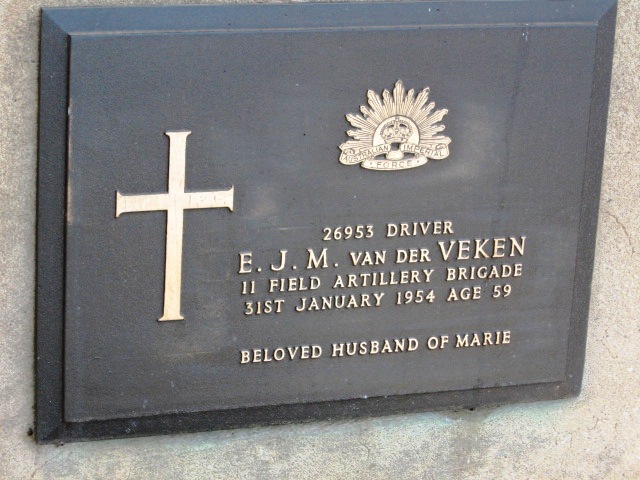 AUSTRALIAN IMPERIAL
FORCE
26953 DRIVER
E. J. M. VAN DER VEKEN
11 FIELD ARTILLERY BRIGADE
31ST JANUARY 1954 AGE 59
BELOVED HUSBAND OF MARIE